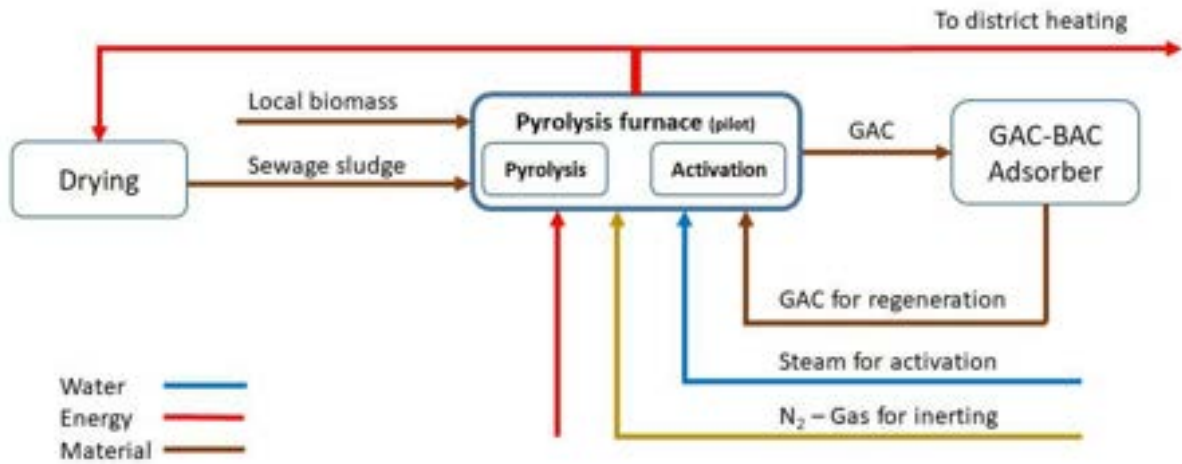 To district heating
Local biomass
Pyrolysis furnace (pilot)
GAC
GAC-BAC
Adsorber
Drying
Sewage sludge
Pyrolysis
Activation
GAC for regeneration
Steam for activation
Water
Energy
N₂ – Gas for inerting
Material